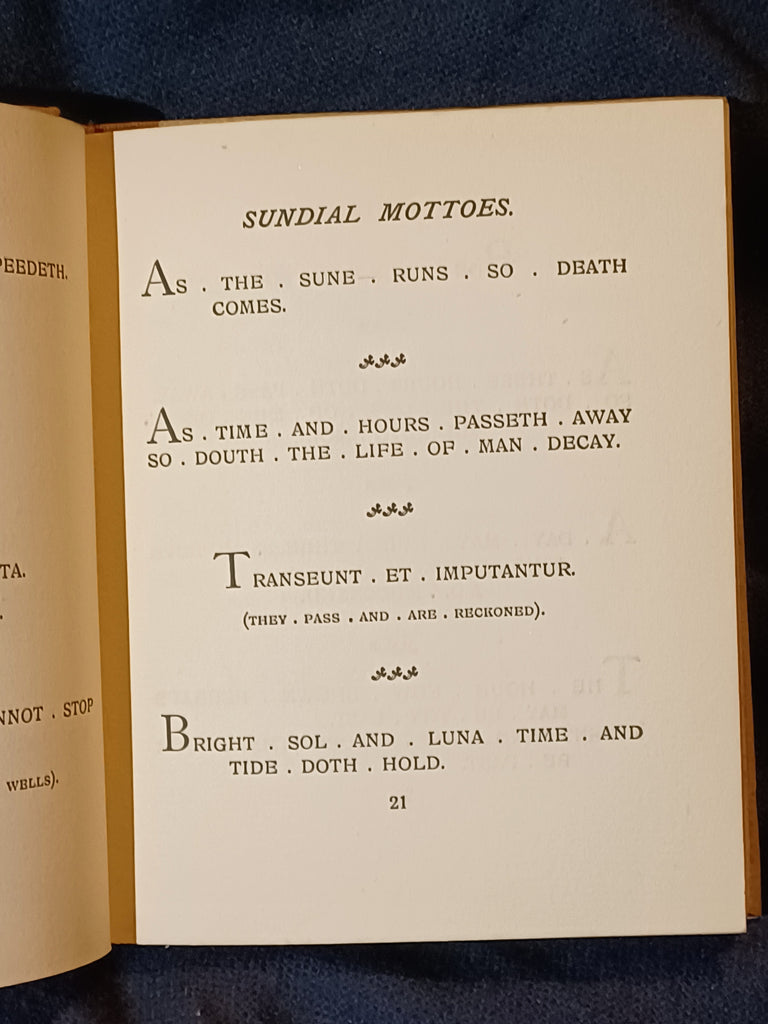 PEEDETH.
TA.
NNOT . STOP
WELLS).
SUNDIAL MOTTOES.
AS . THE . SUNE . RUNS . SO . DEATH
COMES.
AS . TIME . AND . HOURS . PASSETH . AWAY
SO . DOUTH . THE . LIFE . OF . MAN . DECAY.
TRANSEUNT . ET . IMPUTANTUR.
(THEY . PASS . AND . ARE . RECKONED).
BRIGHT . SOL . AND . LUNA . TIME . AND
TIDE . DOTH . HOLD.
21